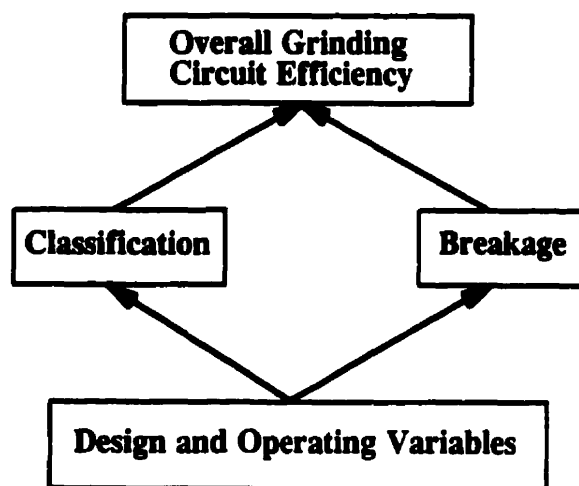 Overall Grinding
Circuit Efficiency
Classification
Breakage
Design and Operating Variables